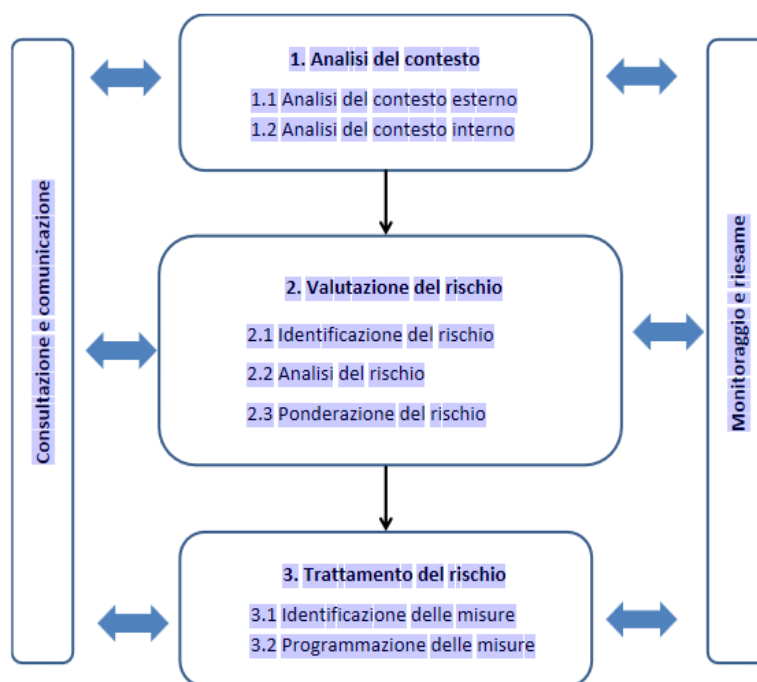 Consultazione e comunicazione
1. Analisi del contesto
1.1 Analisi del contesto esterno
1.2 Analisi del contesto interno
2. Valutazione del rischio
2.1 Identificazione del rischio
2.2 Analisi del rischio
2.3 Ponderazione del rischio
3. Trattamento del rischio
3.1 Identificazione delle misure
3.2 Programmazione delle misure
Monitoraggio e riesame